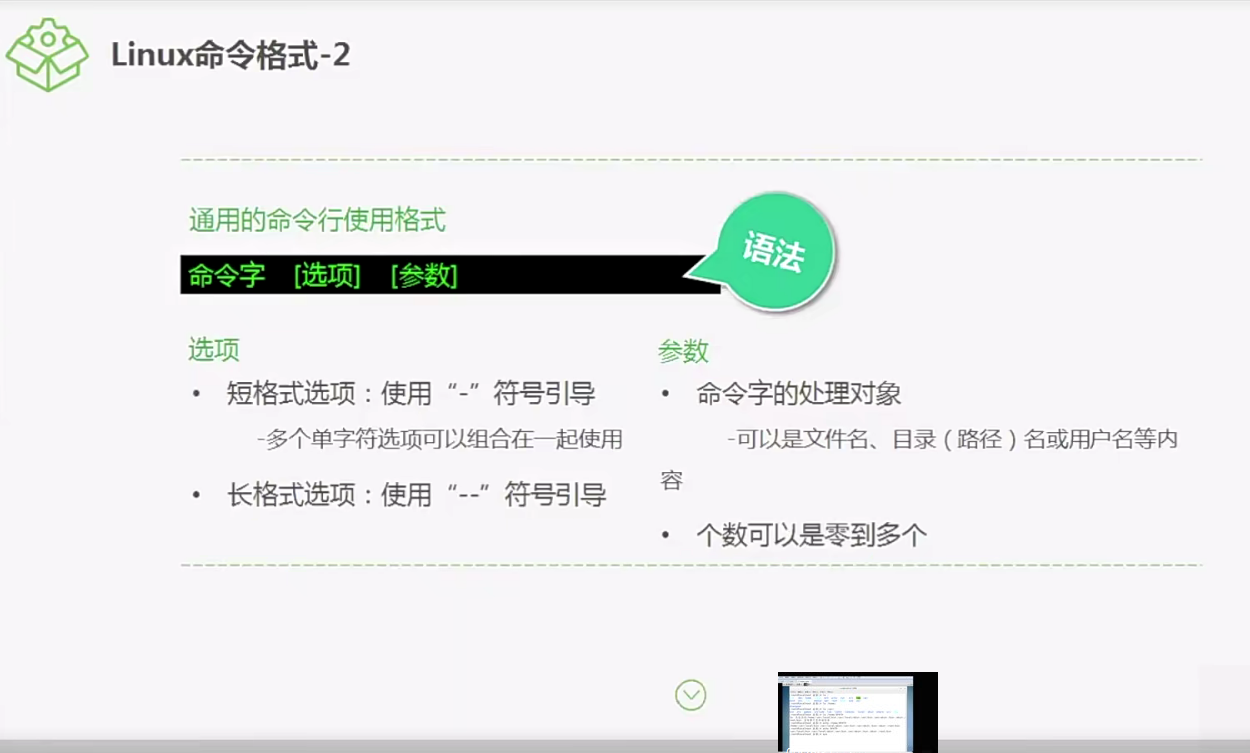 Linux命令格式-2
通用的命令行使用格式
命令字 [选项] [参数]
语法
选项
• 短格式选项：使用“-”符号引导
-多个单字符选项可以组合在一起使用
• 长格式选项：使用“--”符号引导
参数
• 命令字的处理对象
-可以是文件名、目录（路径）名或用户名等内
容
• 个数可以是零到多个